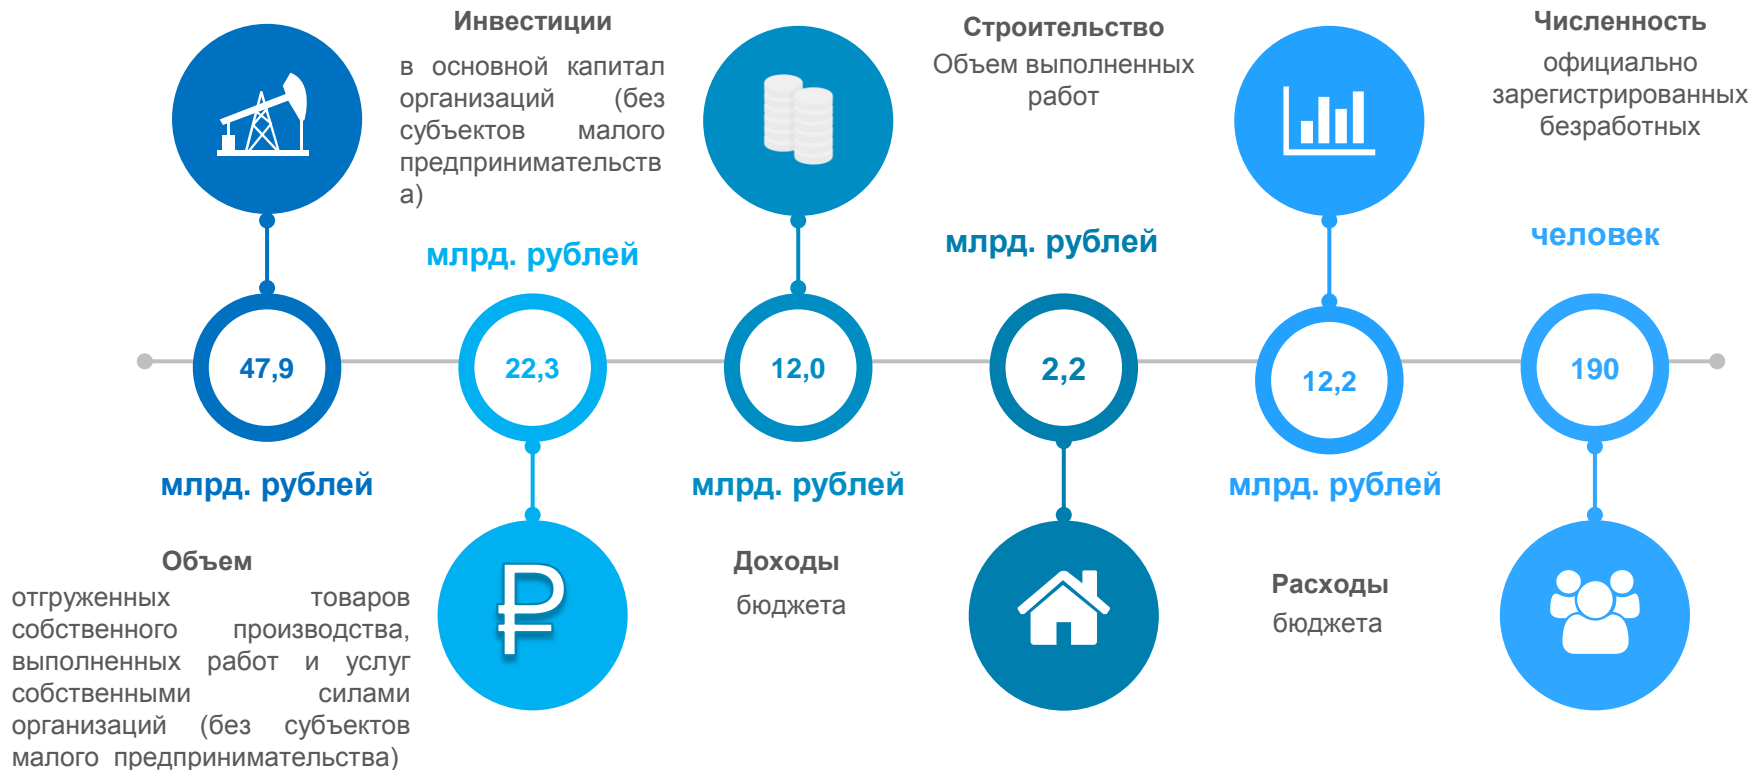 Инвестиции
в основной капитал
организаций (без
субъектов малого
предпринимательств
а)
млрд. рублей
Строительство
Объем выполненных
работ
млрд. рублей
Численность
официально
зарегистрированных
безработных
человек
47,9
22,3
12,0
2,2
12,2
190
млрд. рублей
Объем
отгруженных товаров
собственного производства,
выполненных работ и услуг
собственными силами
организаций (без субъектов
малого предпринимательства)
млрд. рублей
Доходы
бюджета
млрд. рублей
Расходы
бюджета
₽